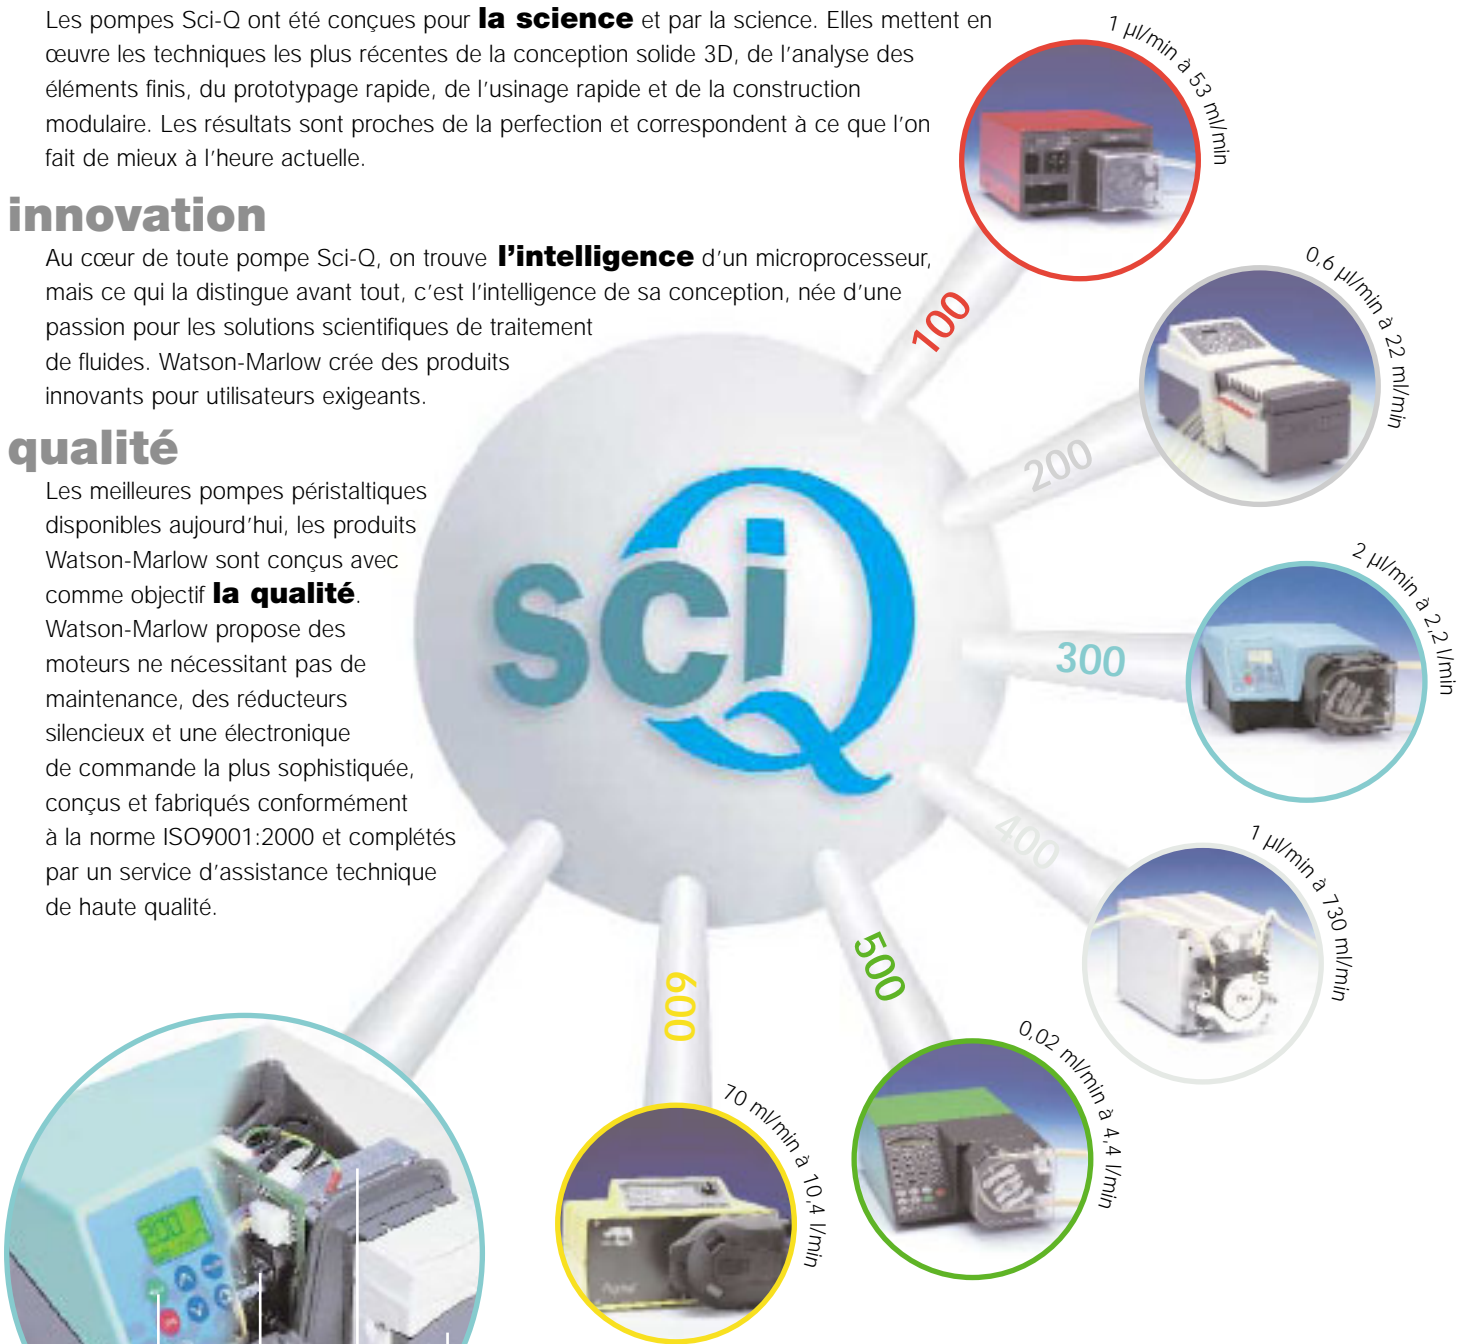 Les pompes Sci-Q ont été conçues pour la science et par la science. Elles mettent en
œuvre les techniques les plus récentes de la conception solide 3D, de l'analyse des
éléments finis, du prototypage rapide, de l'usinage rapide et de la construction
modulaire. Les résultats sont proches de la perfection et correspondent à ce que l'on
fait de mieux à l'heure actuelle.
innovation
Au cœur de toute pompe Sci-Q, on trouve l'intelligence d'un microprocesseur,
mais ce qui la distingue avant tout, c'est l'intelligence de sa conception, née d'une
passion pour les solutions scientifiques de traitement
de fluides. Watson-Marlow crée des produits
innovants pour utilisateurs exigeants.
qualité
Les meilleures pompes péristaltiques
disponibles aujourd'hui, les produits
Watson-Marlow sont conçus avec
comme objectif la qualité.
Watson-Marlow propose des
moteurs ne nécessitant pas de
maintenance, des réducteurs
silencieux et une électronique
de commande la plus sophistiquée,
conçus et fabriqués conformément
à la norme ISO9001:2000 et complétés
par un service d'assistance technique
de haute qualité.
sciQ
100
1 µl/min à 53 ml/min
200
0,6 µl/min à 22 ml/min
300
2 µl/min à 2,2 l/min
400
1 µl/min à 730 ml/min
500
0,02 ml/min à 4,4 l/min
600
70 ml/min à 10,4 l/min
300